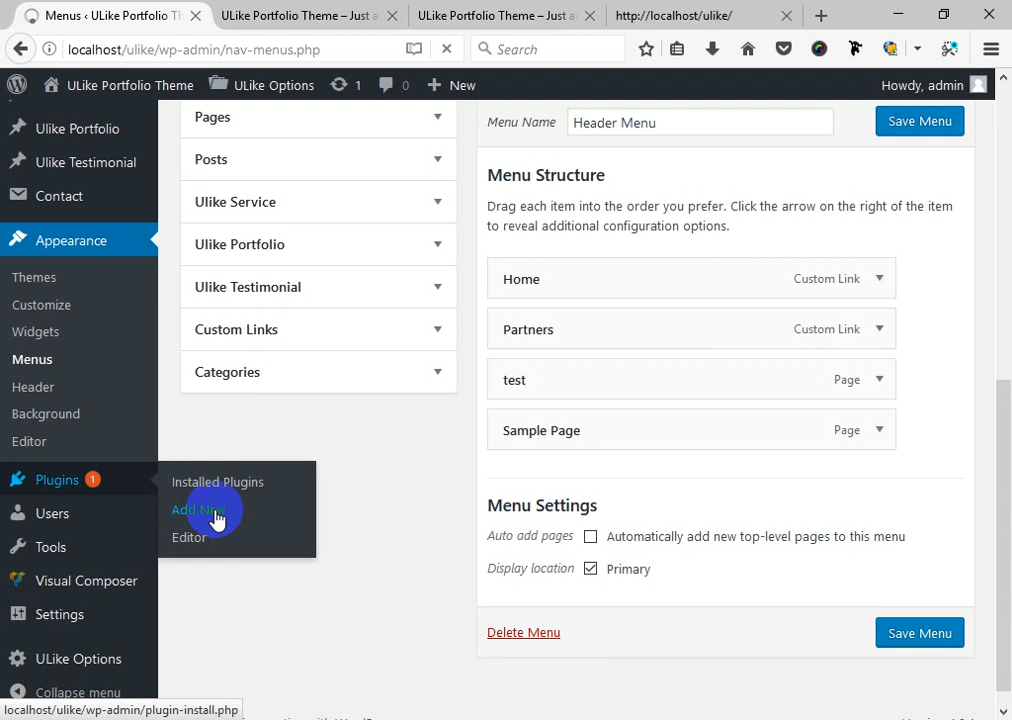 Menus ‹ ULike Portfolio T
ULike Portfolio Theme – Just a
ULike Portfolio Theme – Just a
http://localhost/ulike/
localhost/ulike/wp-admin/nav-menus.php
Search
ULike Portfolio Theme
ULike Options
1
0
New
Howdy, admin
Ulike Portfolio
Ulike Testimonial
Contact
Appearance
Themes
Customize
Widgets
Menus
Header
Background
Editor
Plugins 1
Users
Tools
Visual Composer
Settings
ULike Options
Collapse menu
Installed Plugins
Add New
Editor
Pages
Posts
Ulike Service
Ulike Portfolio
Ulike Testimonial
Custom Links
Categories
Menu Name
Header Menu
Save Menu
Menu Structure
Drag each item into the order you prefer. Click the arrow on the right of the item
to reveal additional configuration options.
Home Custom Link
Partners Custom Link
test Page
Sample Page Page
Menu Settings
Auto add pages Automatically add new top-level pages to this menu
Display location Primary
Delete Menu
Save Menu
localhost/ulike/wp-admin/plugin-install.php